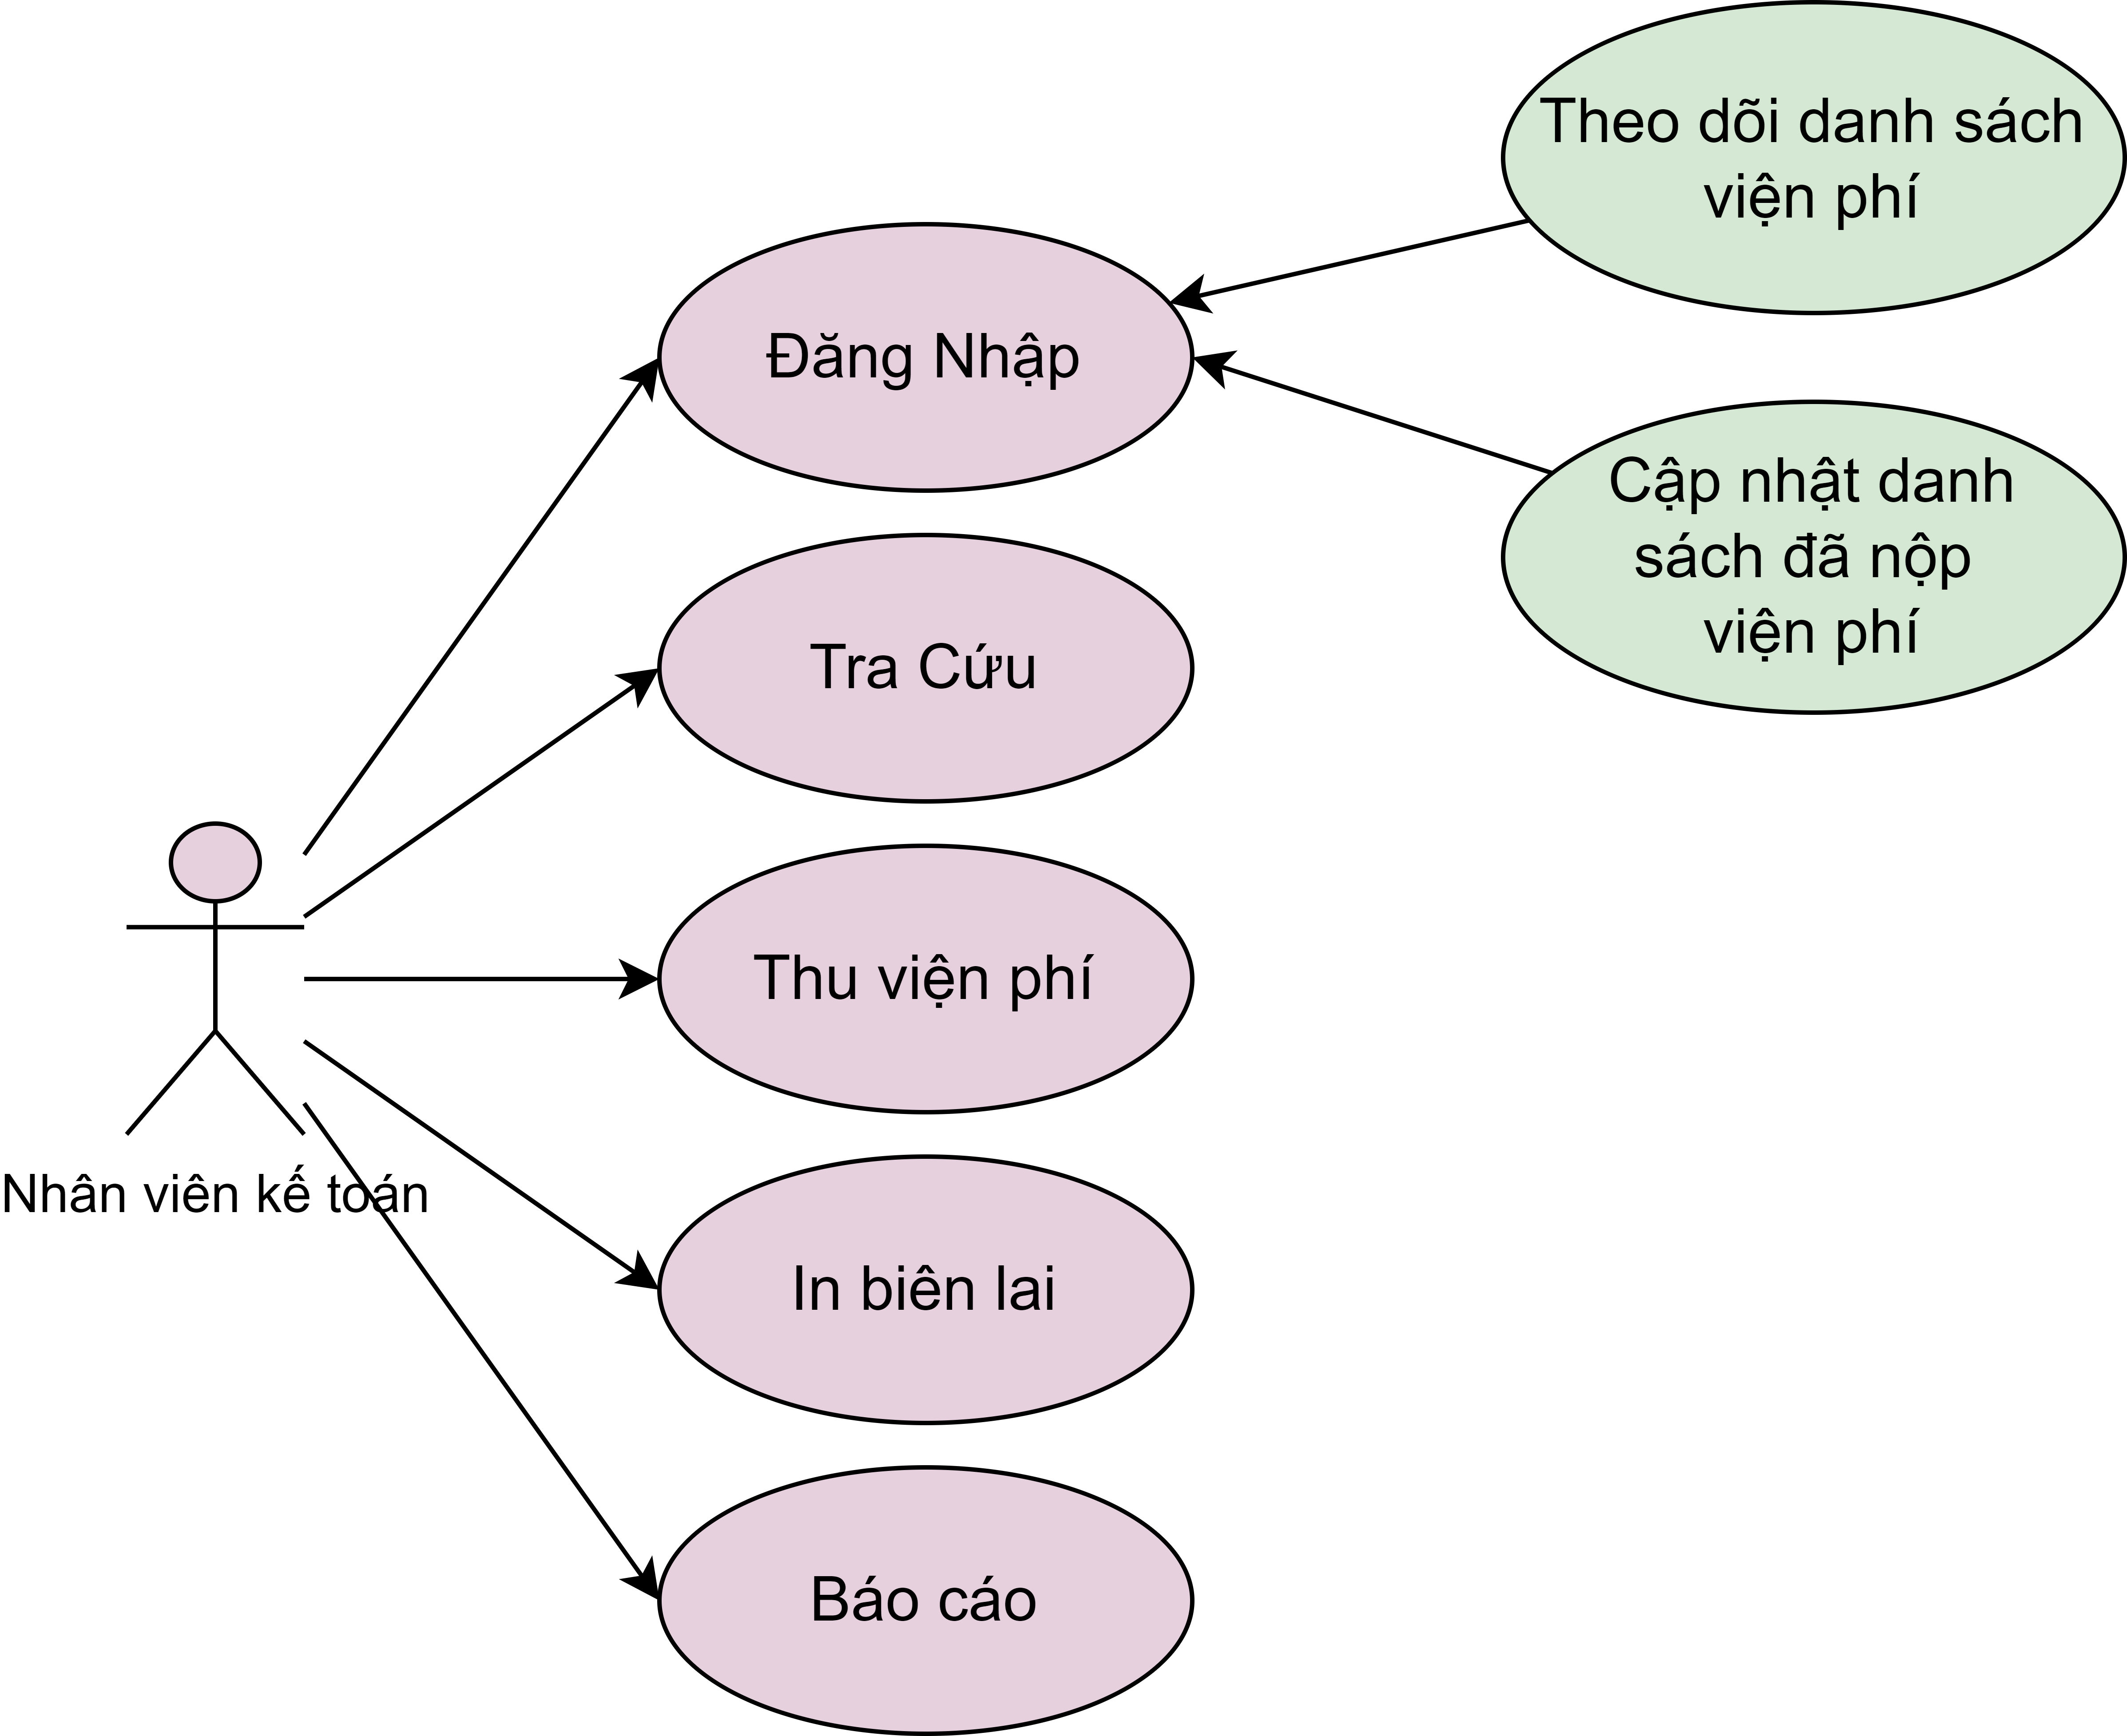 Theo dõi danh sách
viện phí
Đăng Nhập
Cập nhật danh
sách đã nộp
viện phí
Tra Cứu
Thu viện phí
Nhân viên kế toán
In biên lai
Báo cáo